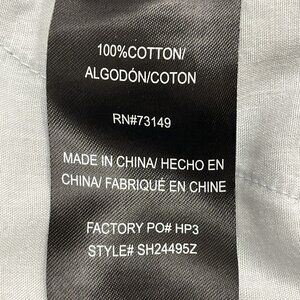 100%COTTON/
ALGODÓN/COTON
RN#73149
MADE IN CHINA/ HECHO EN
CHINA/ FABRIQUÉ EN CHINE
FACTORY PO# HP3
STYLE# SH24495Z